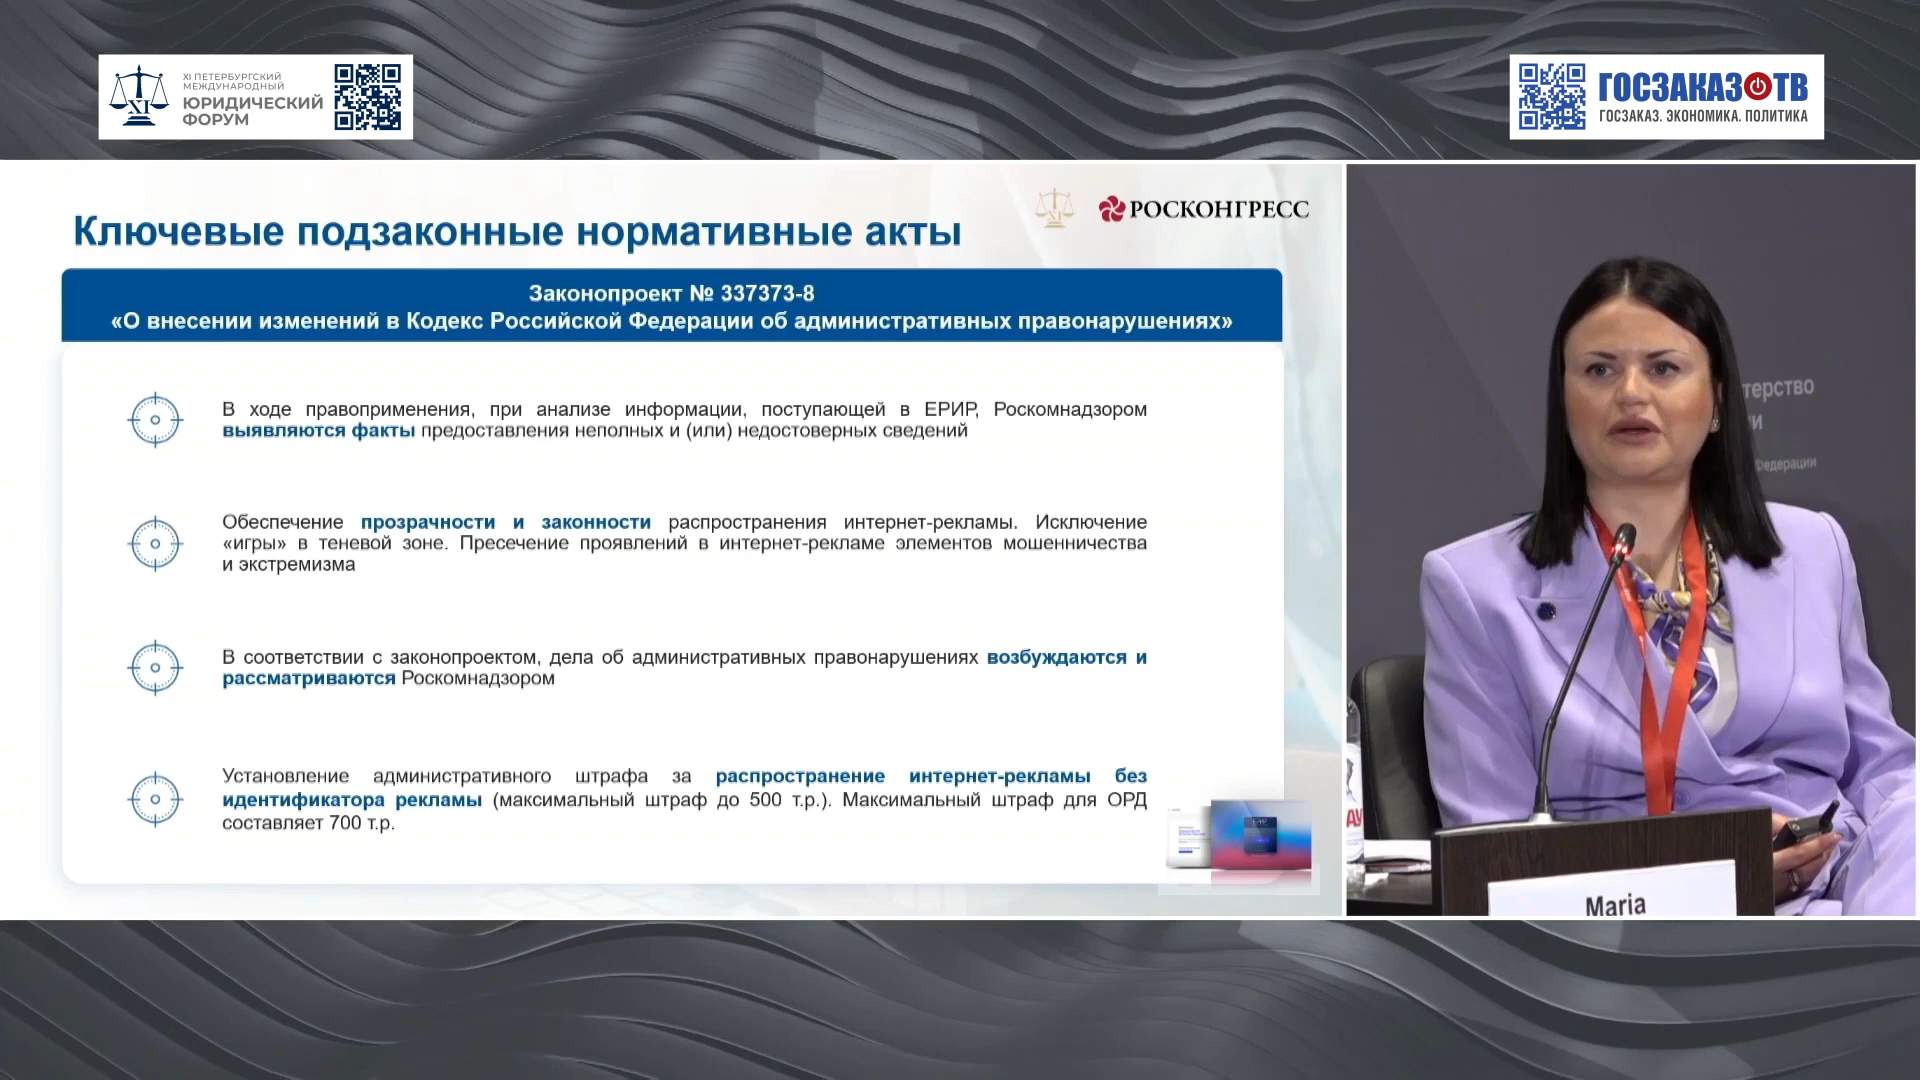 XI ПЕТЕРБУРГСКИЙ
МЕЖДУНАРОДНЫЙ
ЮРИДИЧЕСКИЙ
ФОРУМ
XI
ГОСЗАКАЗ ТВ
ГОСЗАКАЗ. ЭКОНОМИКА. ПОЛИТИКА
РОСКОНГРЕСС
Ключевые подзаконные нормативные акты
Законопроект № 337373-8
«О внесении изменений в Кодекс Российской Федерации об административных правонарушениях»
В ходе правоприменения, при анализе информации, поступающей в ЕРИР, Роскомнадзором
выявляются факты предоставления неполных и (или) недостоверных сведений
Обеспечение прозрачности и законности распространения интернет-рекламы. Исключение
«игры» в теневой зоне. Пресечение проявлений в интернет-рекламе элементов мошенничества
и экстремизма
В соответствии с законопроектом, дела об административных правонарушениях возбуждаются и
рассматриваются Роскомнадзором
Установление административного штрафа за распространение интернет-рекламы без
идентификатора рекламы (максимальный штраф до 500 т.р.). Максимальный штраф для ОРД
составляет 700 т.р.
терство
и
Федерации
Maria